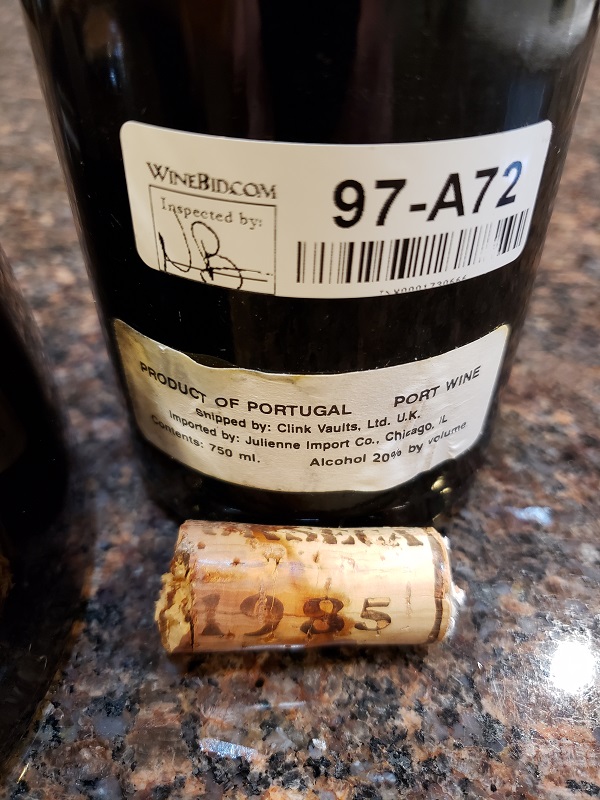 WINEBID.COM
Inspected by:
97-A72
PRODUCT OF PORTUGAL PORT WINE
Shipped by: Clink Vaults, Ltd. U.K.
Imported by: Julienne Import Co., Chicago, IL
Contents: 750 ml. Alcohol 20% by volume
1985